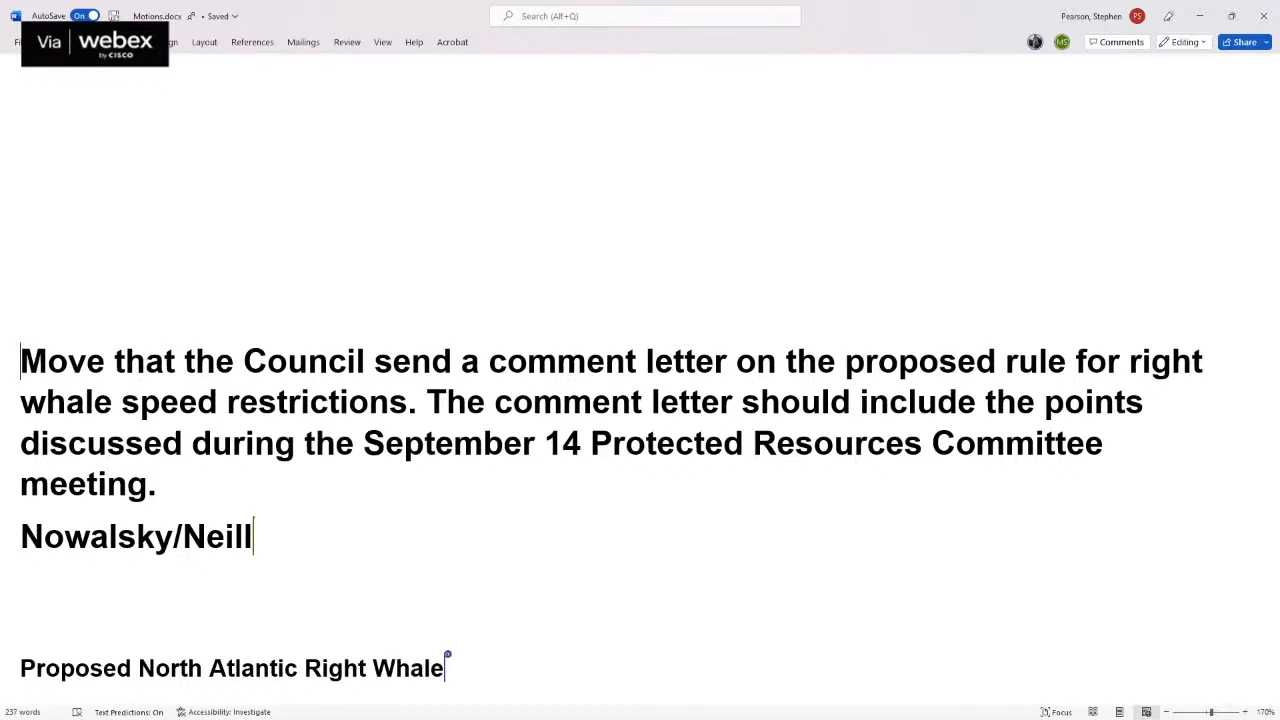 AutoSave On Motions.docx Saved Search (Alt+Q) Pearson, Stephen PS
Layout References Mailings Review View Help Acrobat MS Comments Editing Share
Via webex
by CISCO
Move that the Council send a comment letter on the proposed rule for right
whale speed restrictions. The comment letter should include the points
discussed during the September 14 Protected Resources Committee
meeting.
Nowalsky/Neill
Proposed North Atlantic Right Whale
237 words Text Predictions: On Accessibility: Investigate Focus 170%